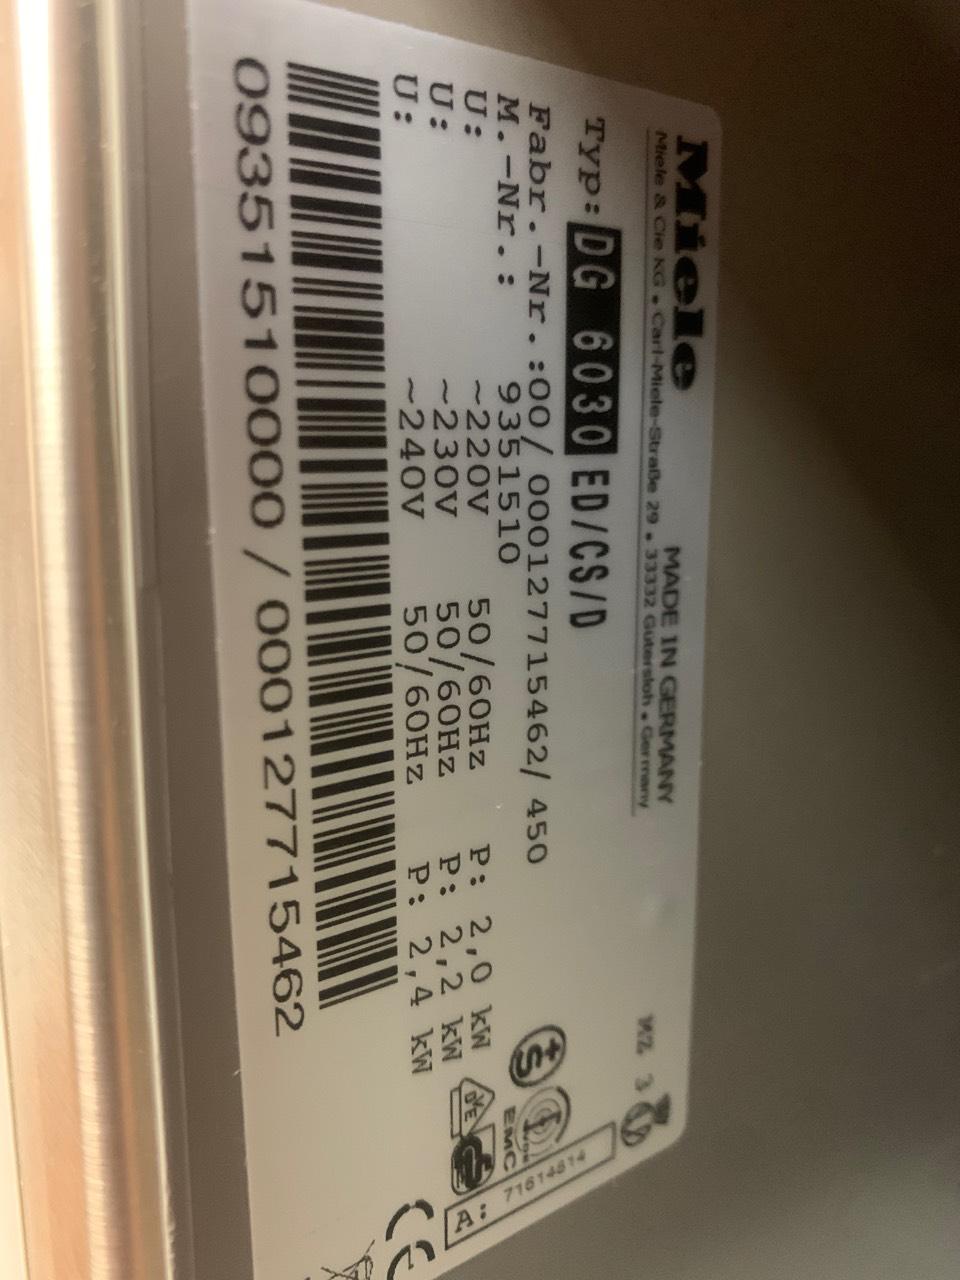 Miele
MADE IN GERMANY
Miele & Cie KG • Carl-Miele-Straße 29 • 33332 Gütersloh • Germany
Typ: DG 6030 ED/CS/D
Fabr.-Nr.:00/ 000127715462/ 450
M.-Nr.: 9351510
U: ~220V 50/60Hz P: 2,0 kW
U: ~230V 50/60Hz P: 2,2 kW
U: ~240V 50/60Hz P: 2,4 kW
09351510000 / 000127715462
+S
EMC
VDE
A: 71614614
CE